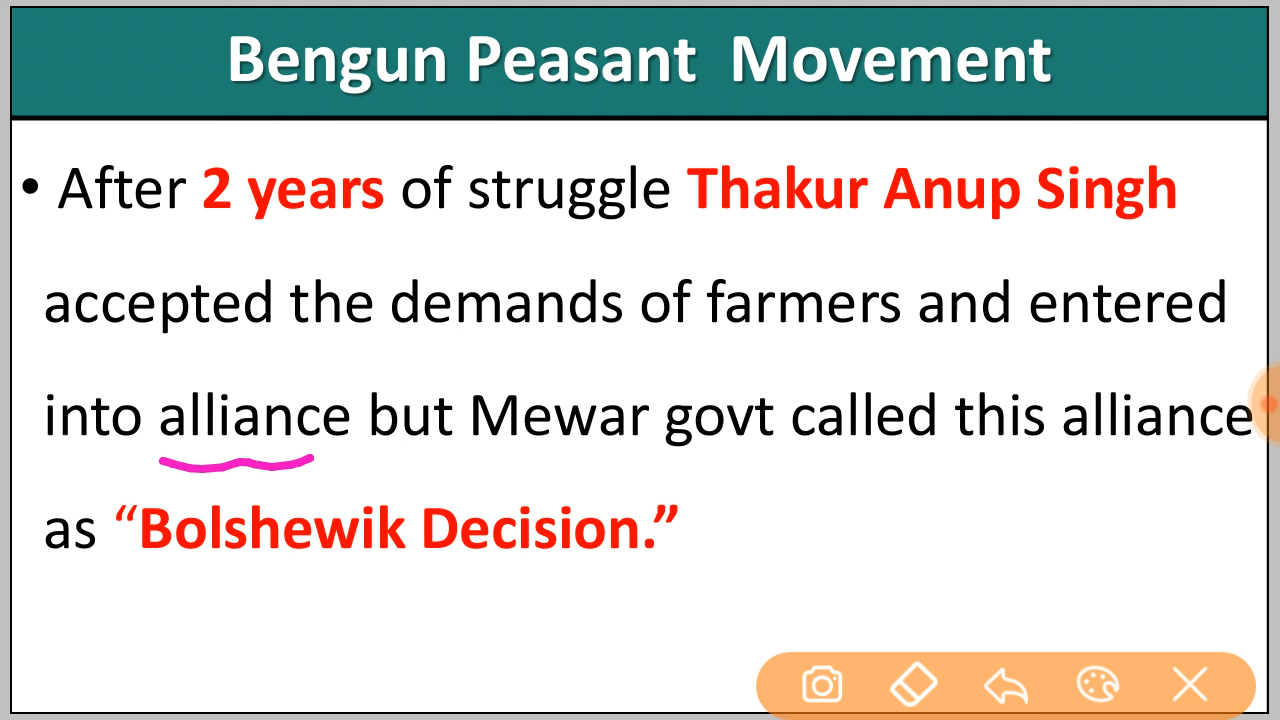 Bengun Peasant Movement
• After 2 years of struggle Thakur Anup Singh
accepted the demands of farmers and entered
into alliance but Mewar govt called this alliance
as “Bolshewik Decision.”